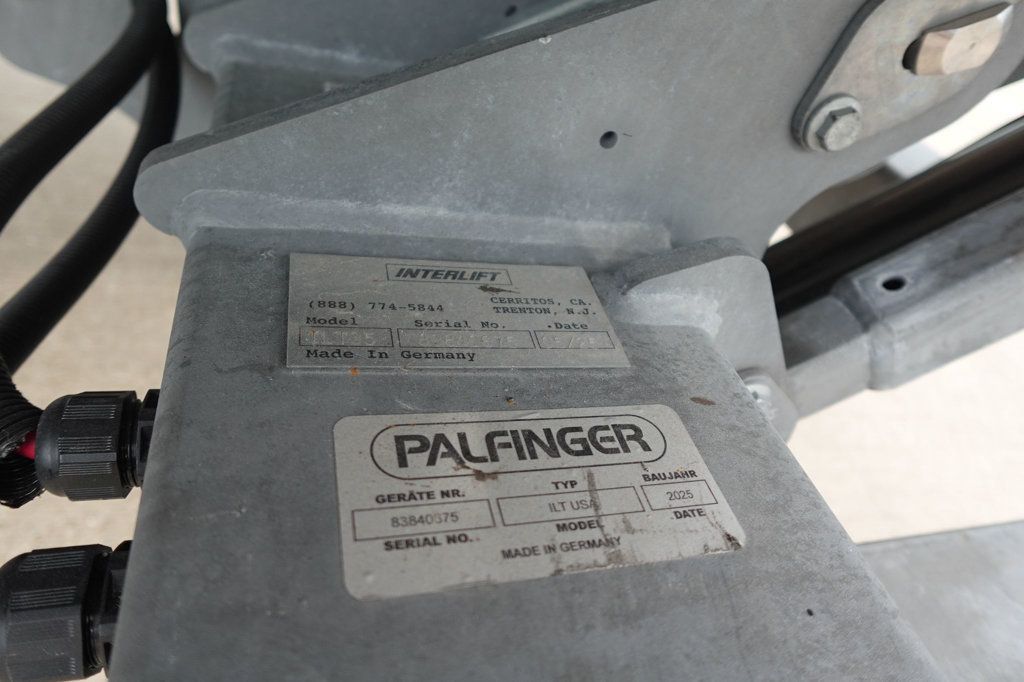 INTERLIFT
(888) 774-5844
CERRITOS, CA.
TRENTON, N.J.
Model Serial No. .Date
Made In Germany
PALFINGER
GERÄTE NR. TYP BAUJAHR
ILT USA 2025
SERIAL NO. MODEL DATE
MADE IN GERMANY